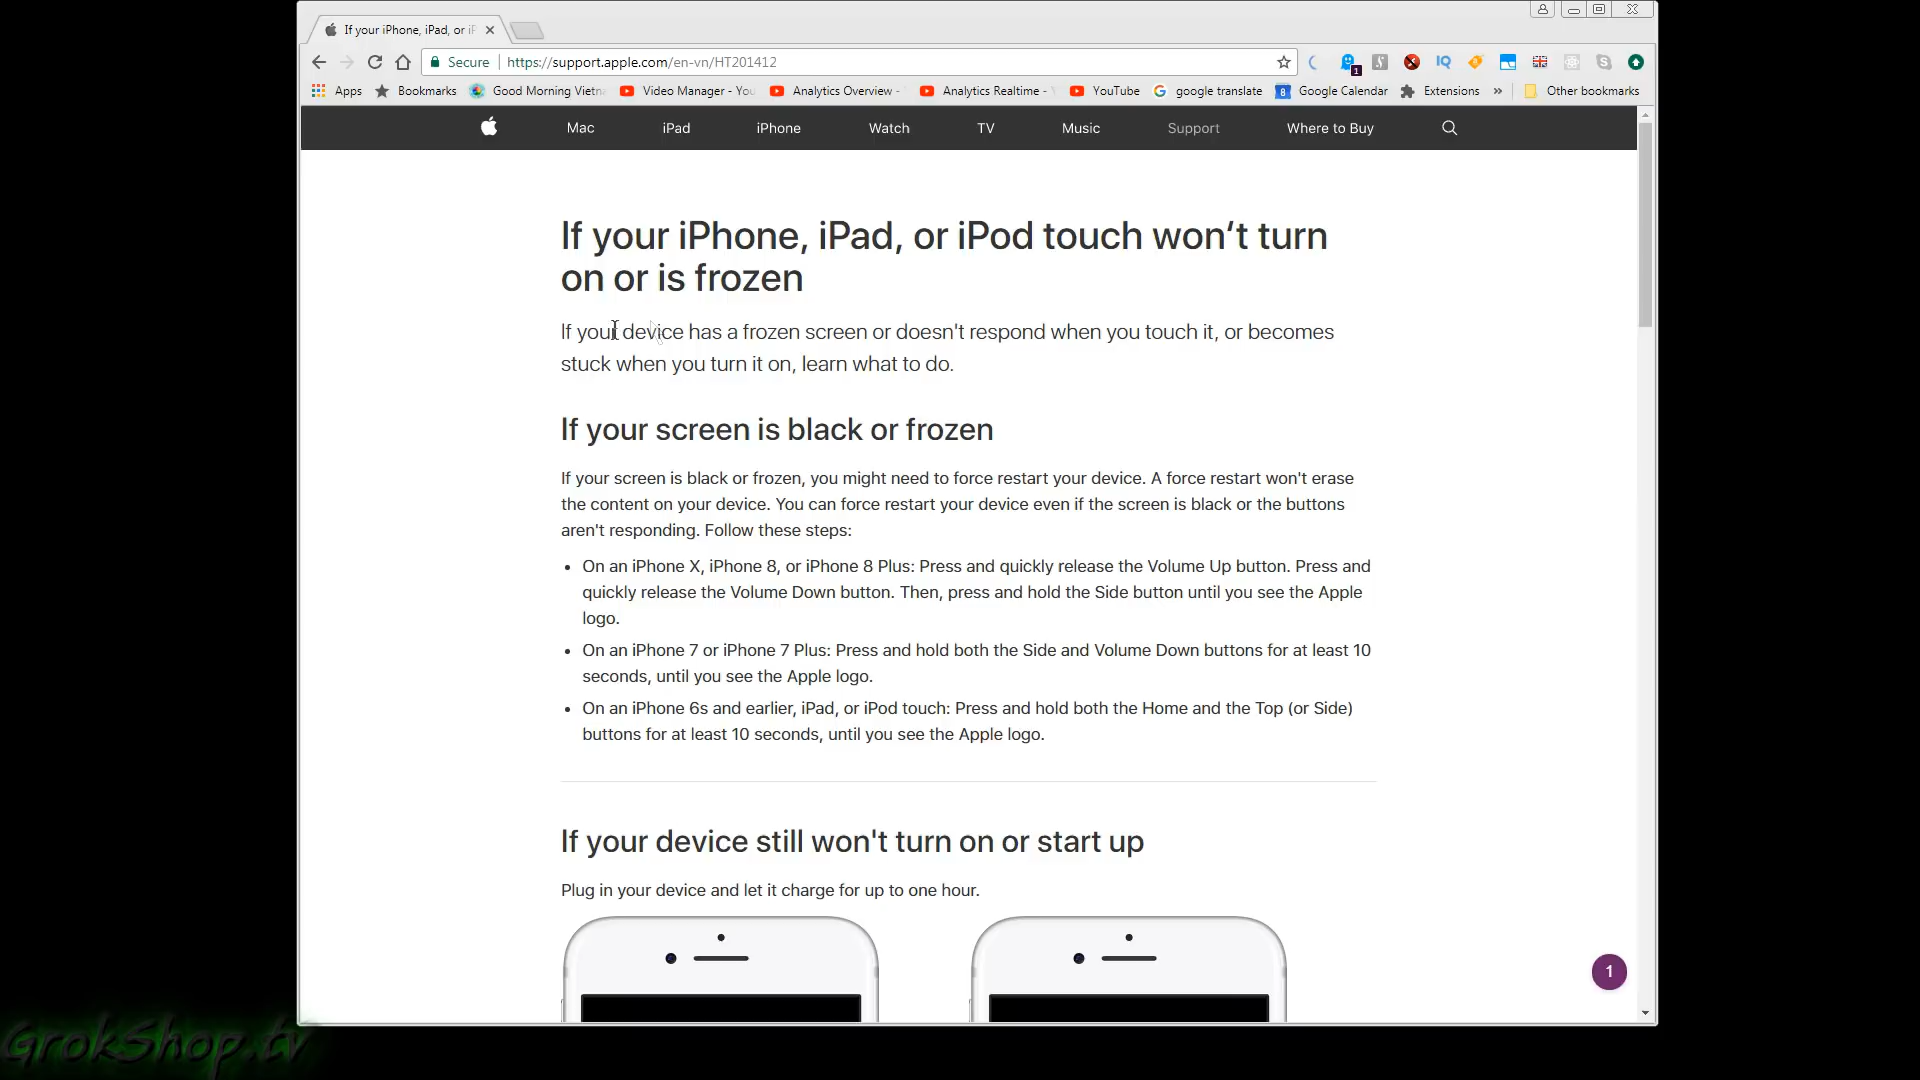 If your iPhone, iPad, or iF
Secure
https://support.apple.com/en-vn/HT201412
1
IQ
S
Apps
Bookmarks
Good Morning Vietna
Video Manager - You
Analytics Overview -
Analytics Realtime - Y
YouTube
G
google translate
8
Google Calendar
Extensions
»
Other bookmarks
Mac
iPad
iPhone
Watch
TV
Music
Support
Where to Buy
If your iPhone, iPad, or iPod touch won‘t turn
on or is frozen
If your device has a frozen screen or doesn't respond when you touch it, or becomes
stuck when you turn it on, learn what to do.
If your screen is black or frozen
If your screen is black or frozen, you might need to force restart your device. A force restart won't erase
the content on your device. You can force restart your device even if the screen is black or the buttons
aren't responding. Follow these steps:
• On an iPhone X, iPhone 8, or iPhone 8 Plus: Press and quickly release the Volume Up button. Press and
quickly release the Volume Down button. Then, press and hold the Side button until you see the Apple
logo.
• On an iPhone 7 or iPhone 7 Plus: Press and hold both the Side and Volume Down buttons for at least 10
seconds, until you see the Apple logo.
• On an iPhone 6s and earlier, iPad, or iPod touch: Press and hold both the Home and the Top (or Side)
buttons for at least 10 seconds, until you see the Apple logo.
If your device still won't turn on or start up
Plug in your device and let it charge for up to one hour.
1
GrokShop.tv